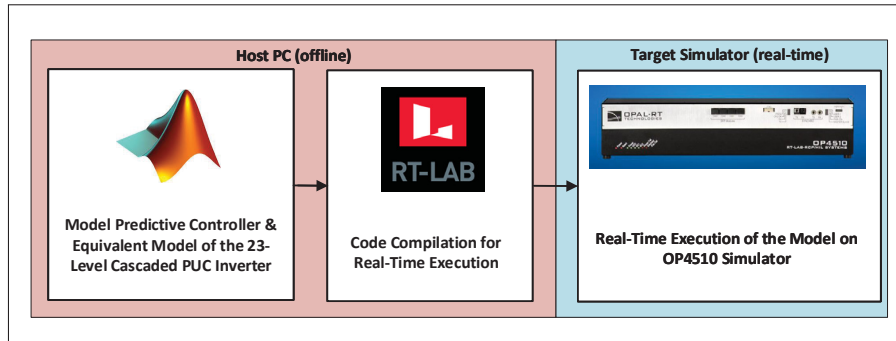 Host PC (offline)
Target Simulator (real-time)
Model Predictive Controller &
Equivalent Model of the 23-
Level Cascaded PUC Inverter
RT-LAB
Code Compilation for
Real-Time Execution
OPAL-RT
TECHNOLOGIES
OP4510
Real-Time Execution of the Model on
OP4510 Simulator